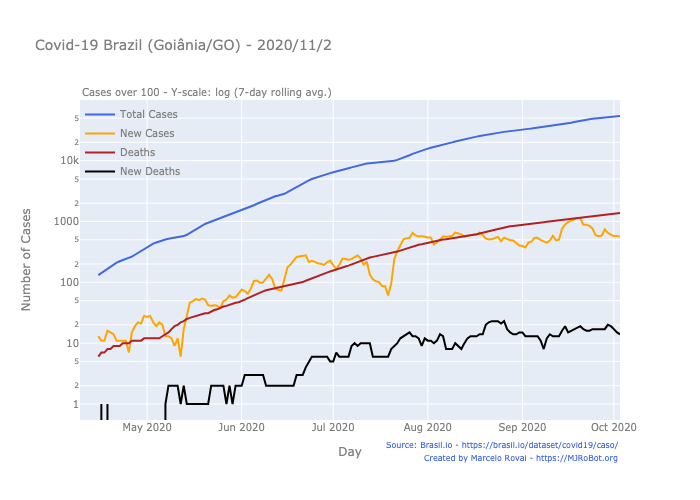 Covid-19 Brazil (Goiânia/GO) - 2020/11/2
Cases over 100 - Y-scale: log (7-day rolling avg.)
Total Cases
New Cases
Deaths
New Deaths
5
2
10k
5
2
1000
5
2
100
5
2
10
5
2
1
Number of Cases
May 2020
Jun 2020
Jul 2020
Aug 2020
Sep 2020
Oct 2020
Day
Source: Brasil.io - https://brasil.io/dataset/covid19/caso/
Created by Marcelo Rovai - https://MJRoBot.org